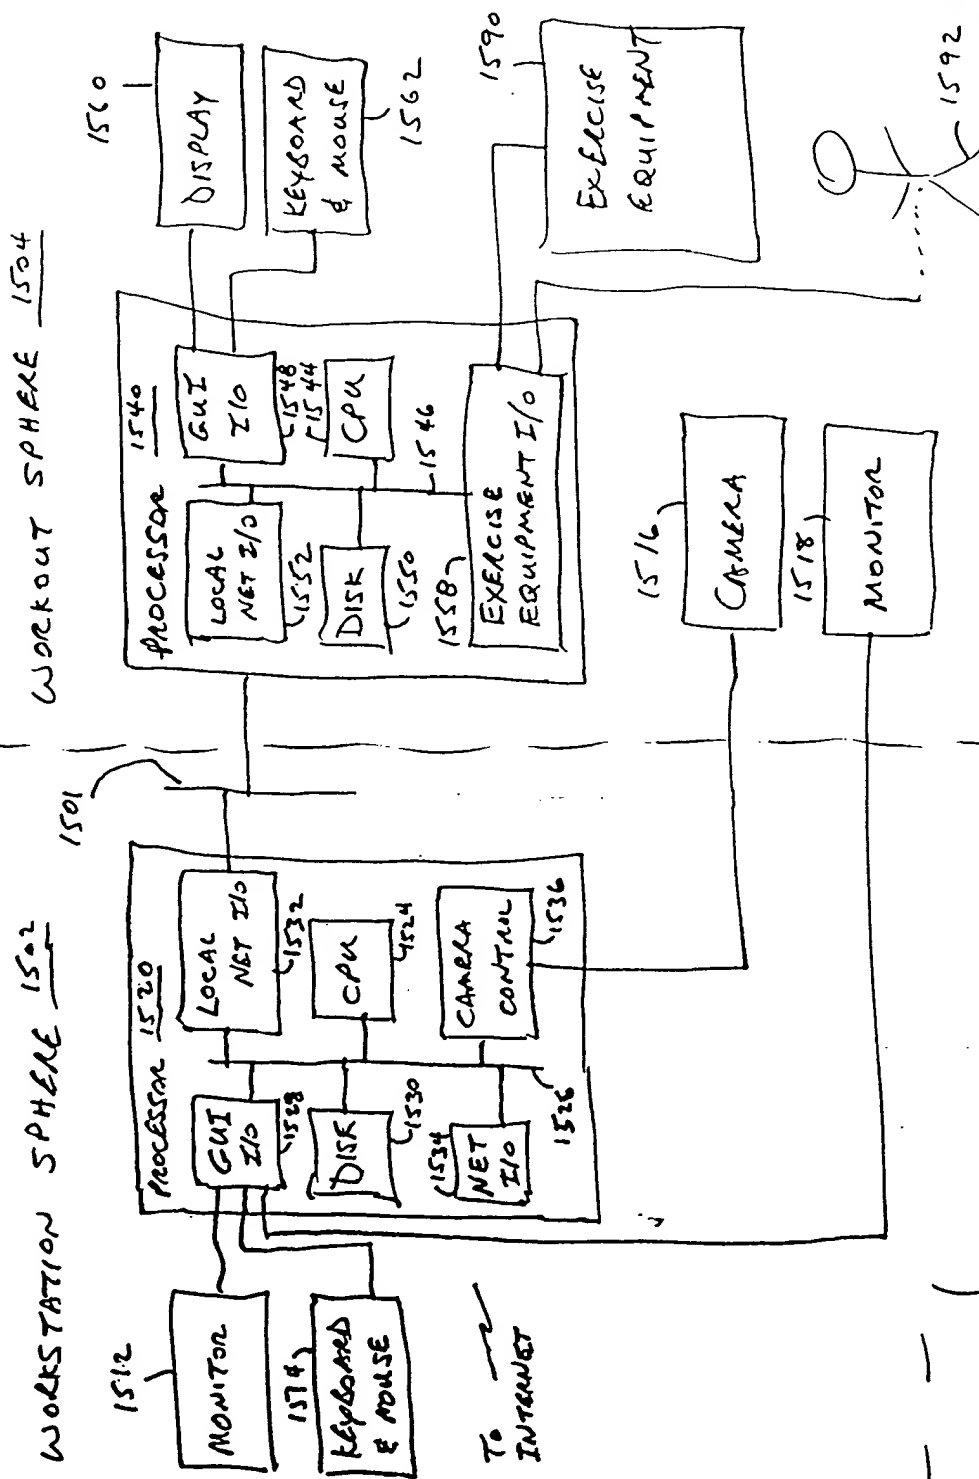 WORKSTATION SPHERE 1502
WORKOUT SPHERE 1504
1501
1512
MONITOR
1514
KEYBOARD
& MOUSE
TO
INTERNET
PROCESSOR 1520
GUI
I/O
1528
LOCAL
NET I/O
1532
DISK
1530
CPU
1524
1534
NET
I/O
1526
CAMERA
CONTROL
1536
PROCESSOR 1540
LOCAL
NET I/O
1552
GUI
I/O
1548
1544
DISK
1550
CPU
1546
1558
EXERCISE
EQUIPMENT I/O
1560
DISPLAY
KEYBOARD
& MOUSE
1562
1590
EXERCISE
EQUIPMENT
1592
1516
CAMERA
1518
MONITOR